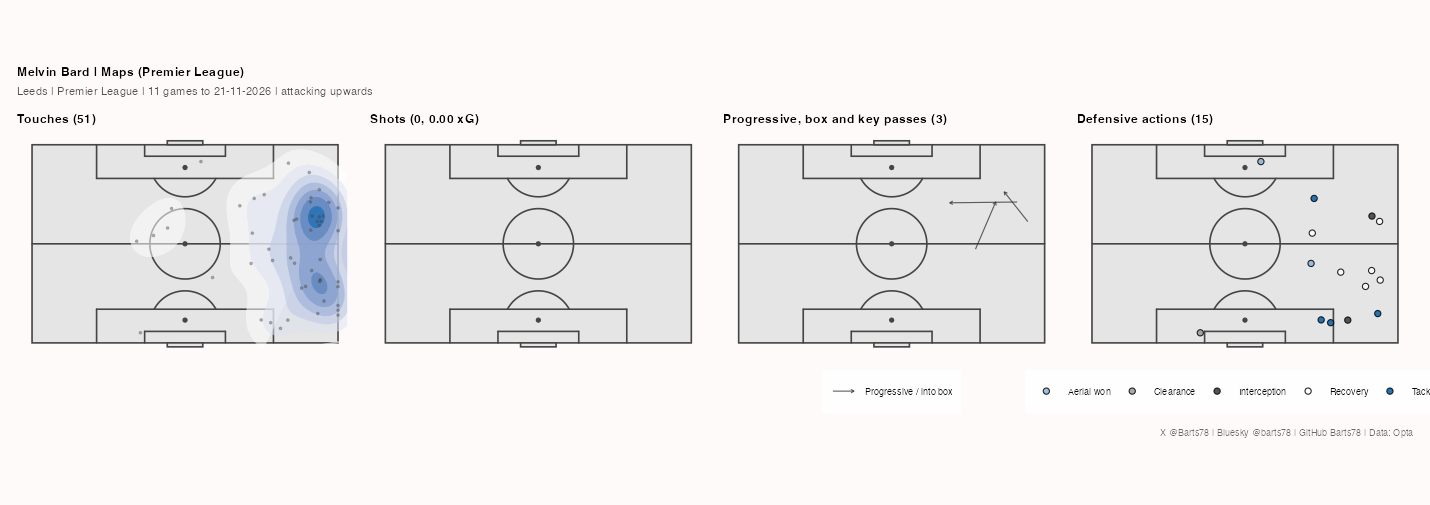 Melvin Bard | Maps (Premier League)
Leeds | Premier League | 11 games to 21-11-2026 | attacking upwards
Touches (51)
Shots (0, 0.00 xG)
Progressive, box and key passes (3)
Defensive actions (15)
Progressive / into box
Aerial won
Clearance
Interception
Recovery
Tack
X @Barts78 | Bluesky @barts78 | GitHub Barts78 | Data: Opta